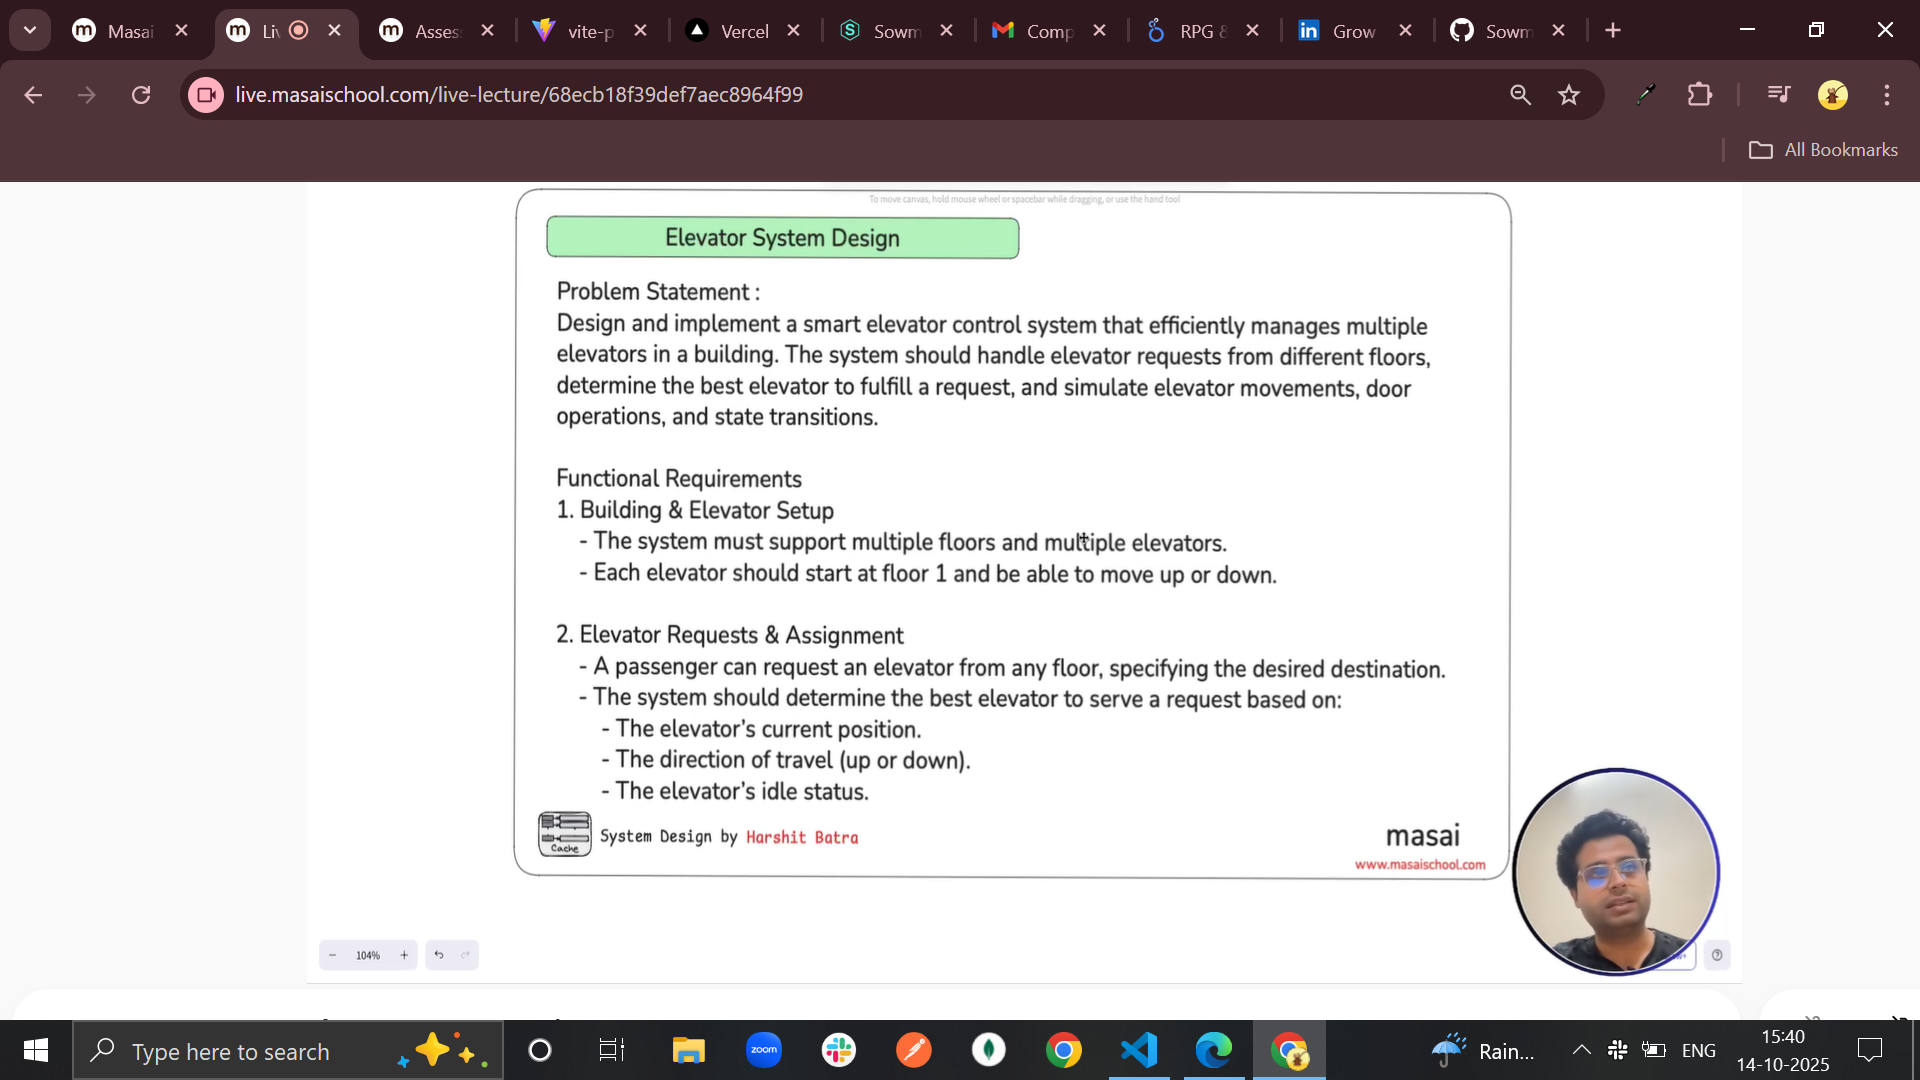 Masai
Li
Asses
vite-p
Vercel
Sowm
Comp
RPG &
Grow
Sowm
live.masaischool.com/live-lecture/68ecb18f39def7aec8964f99
All Bookmarks
To move canvas, hold mouse wheel or spacebar while dragging, or use the hand tool
Elevator System Design
Problem Statement :
Design and implement a smart elevator control system that efficiently manages multiple
elevators in a building. The system should handle elevator requests from different floors,
determine the best elevator to fulfill a request, and simulate elevator movements, door
operations, and state transitions.
Functional Requirements
1. Building & Elevator Setup
- The system must support multiple floors and multiple elevators.
- Each elevator should start at floor 1 and be able to move up or down.
2. Elevator Requests & Assignment
- A passenger can request an elevator from any floor, specifying the desired destination.
- The system should determine the best elevator to serve a request based on:
- The elevator's current position.
- The direction of travel (up or down).
- The elevator's idle status.
Cache
System Design by Harshit Batra
masai
www.masaischool.com
104%
Type here to search
zoom
Rain...
ENG
15:40
14-10-2025